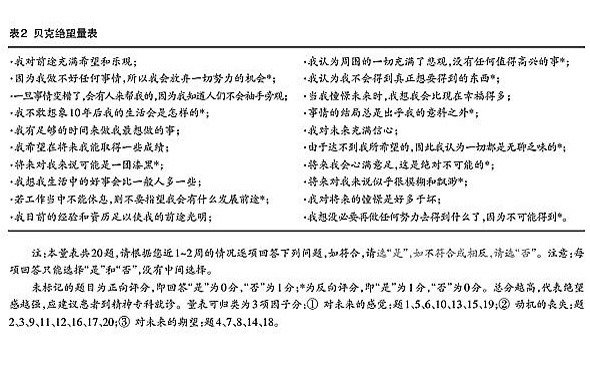 表2 贝克绝望量表
·我对前途充满希望和乐观;
·因为我做不好任何事情,所以我会放弃一切努力的机会*;
·一旦事情变糟了,会有人来帮我的,因为我知道人们不会袖手旁观;
·我不敢想象10年后我的生活会是怎样的*;
·我有足够的时间来做我最想做的事;
·我希望在将来我能取得一些成绩;
·将来对我来说可能是一团漆黑*;
·我想我生活中的好事会比一般人多一些;
·若工作当中不能休息,则不要指望我会有什么发展前途*;
·我目前的经验和资历足以使我的前途光明;
·我认为周围的一切充满了悲观,没有任何值得高兴的事*;
·我认为我不会得到真正想要得到的东西*;
·当我憧憬未来时,我想我会比现在幸福得多;
·事情的结局总是出乎我的意料之外*;
·我对未来充满信心;
·由于达不到我所希望的,因此我认为一切都是无聊乏味的*;
·将来我会心满意足,这是绝对不可能的*;
·将来对我来说似乎很模糊和飘渺*;
·我对将来的憧憬是好多于坏;
·我想没必要再做任何努力去得到什么了,因为不可能得到*。
注:本量表共20题,请根据您近1~2周的情况逐项回答下列问题,如符合,请选“是”,如不符合或相反,请选“否”。注意:每
项回答只能选择“是”和“否”,没有中间选择。
未标记的题目为正向评分,即回答“是”为0分,“否”为1分;*为反向评分,即“是”为1分,“否”为0分。总分越高,代表绝望
感越强,应建议患者到精神专科就诊。量表可归类为3项因子分:① 对未来的感觉:题1、5、6、10、13、15、19;② 动机的丧失:题
2、3、9、11、12、16、17、20;③ 对未来的期望:题4、7、8、14、18。